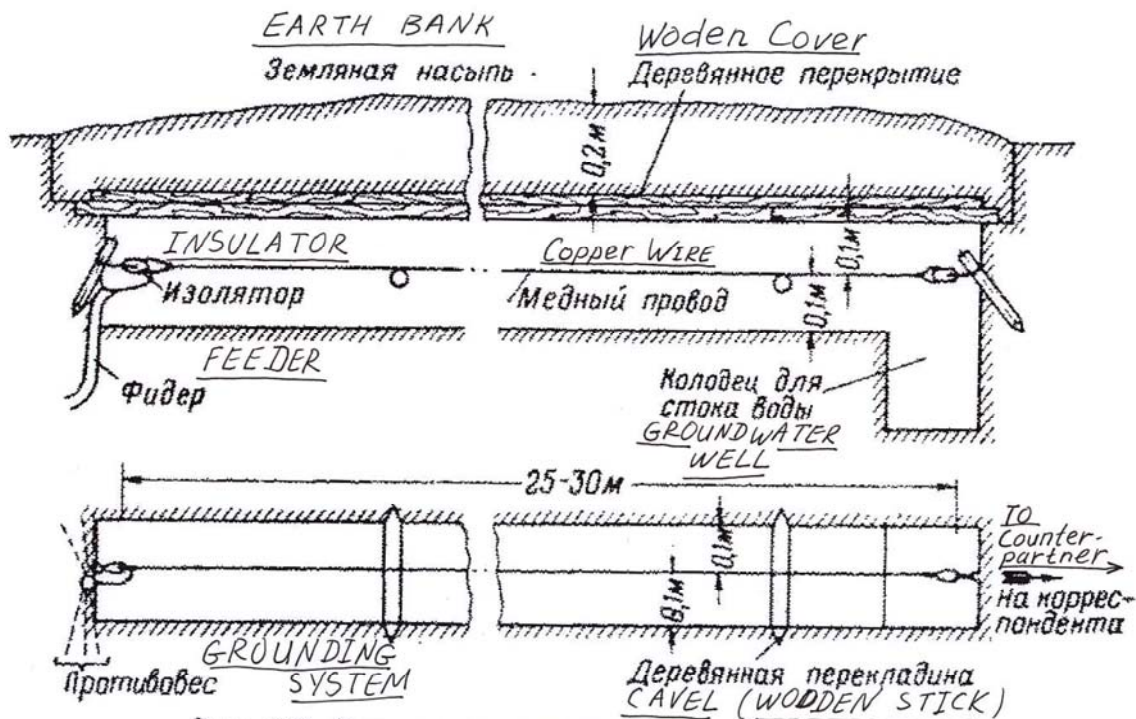 EARTH BANK
Земляная насыпь
Woden Cover
Деревянное перекрытие
0,2м
INSULATOR
Изолятор
Copper WIRE
Медный провод
0,1м
0,1м
FEEDER
Фидер
Колодец для
стока воды
GROUNDWATER
WELL
25-30м
0,1м
0,1м
TO
Counter-
partner
На коррес-
пондента
GROUNDING
SYSTEM
Противовес
Деревянная перекладина
CAVEL (WOODEN STICK)